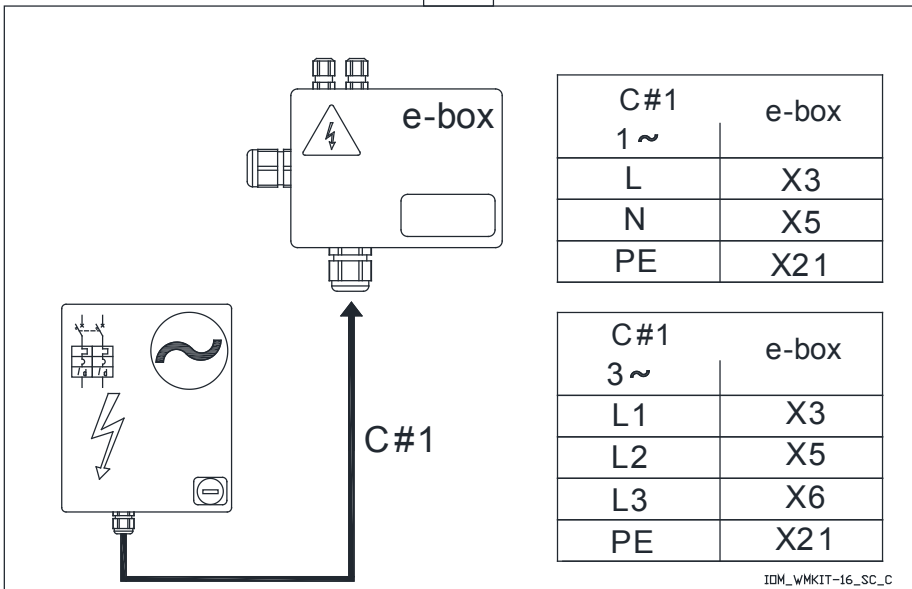 e-box
C#1
1~ e-box
L X3
N X5
PE X21
C#1
3~ e-box
L1 X3
L2 X5
L3 X6
PE X21
C#1
IOM_WMKIT-16_SC_C